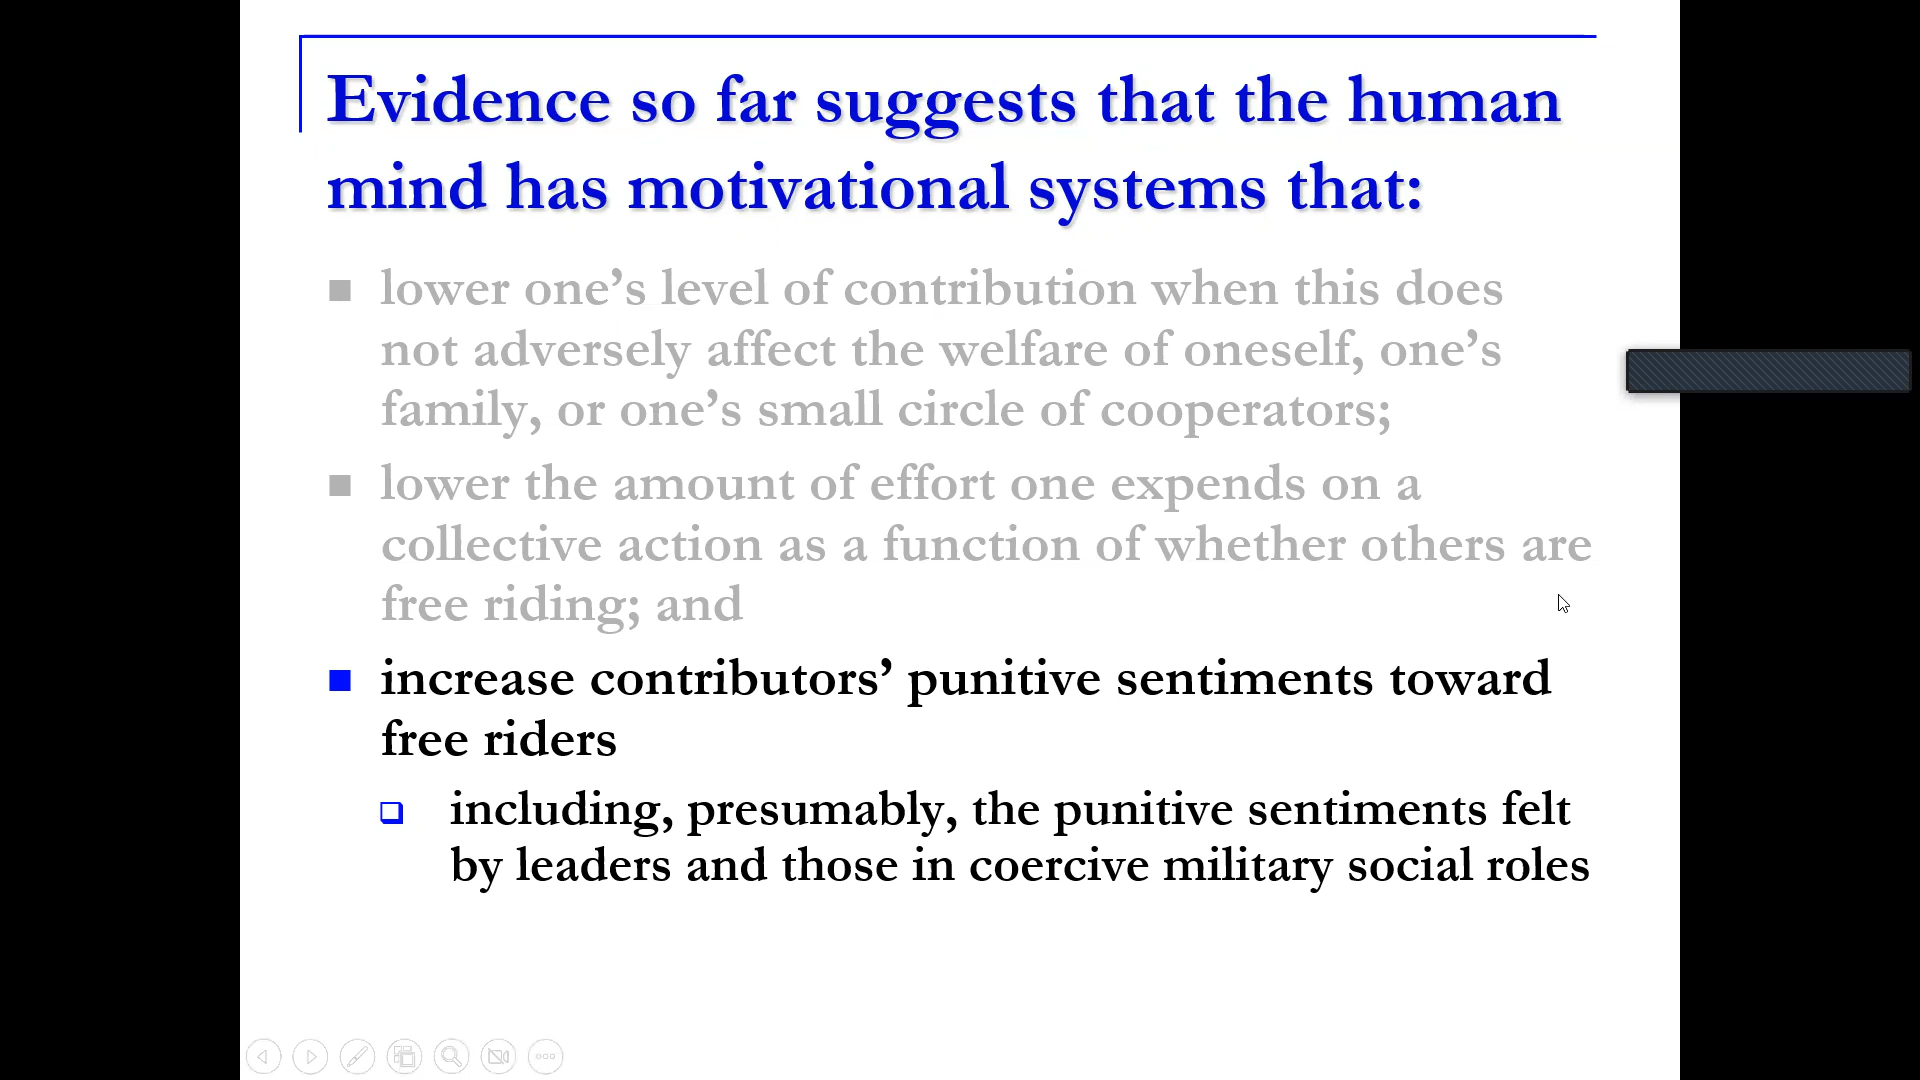 Evidence so far suggests that the human
mind has motivational systems that:
lower one’s level of contribution when this does
not adversely affect the welfare of oneself, one’s
family, or one’s small circle of cooperators;
lower the amount of effort one expends on a
collective action as a function of whether others are
free riding; and
increase contributors’ punitive sentiments toward
free riders
including, presumably, the punitive sentiments felt
by leaders and those in coercive military social roles